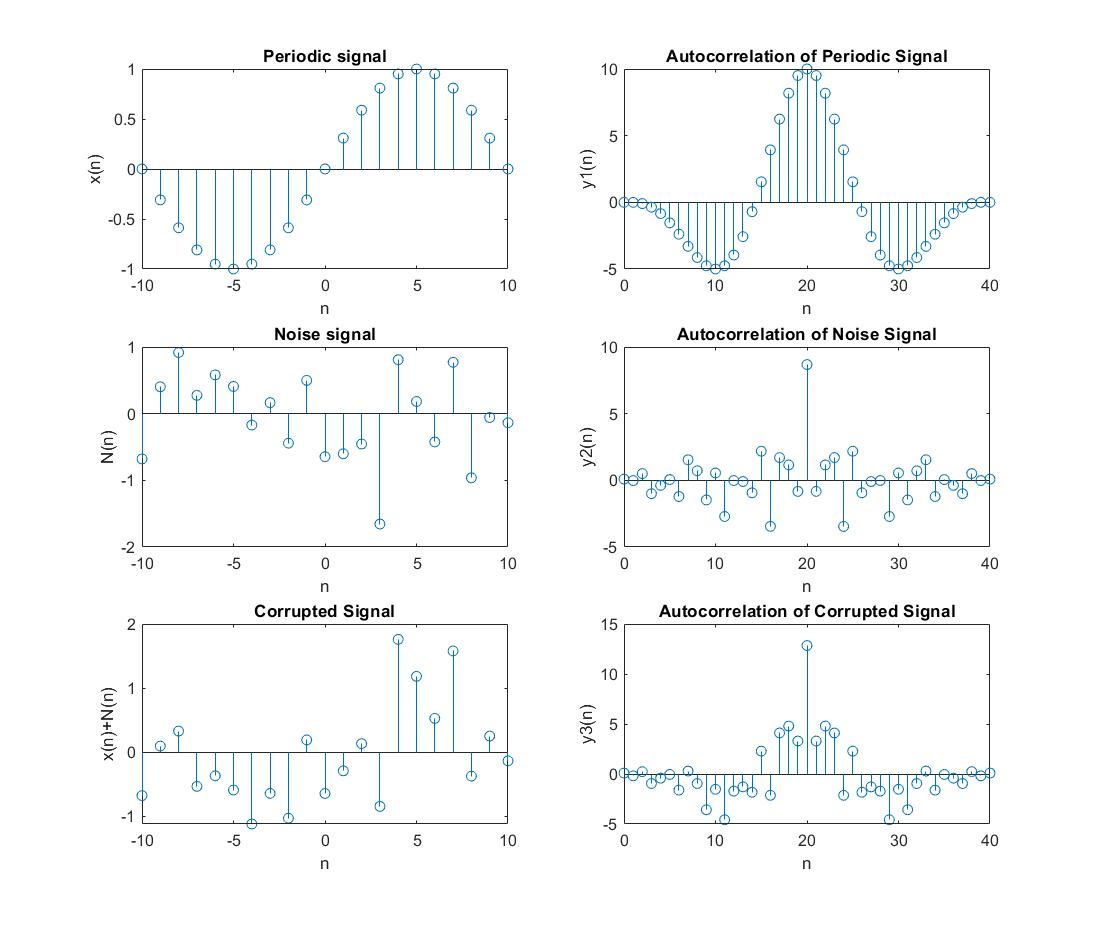 Periodic signal
1
0.5
0
-0.5
-1
-10 -5 0 5 10
x(n)
n
Autocorrelation of Periodic Signal
10
5
0
-5
0 10 20 30 40
y1(n)
n
Noise signal
1
0
-1
-2
-10 -5 0 5 10
N(n)
n
Autocorrelation of Noise Signal
10
5
0
-5
0 10 20 30 40
y2(n)
n
Corrupted Signal
2
1
0
-1
-10 -5 0 5 10
x(n)+N(n)
n
Autocorrelation of Corrupted Signal
15
10
5
0
-5
0 10 20 30 40
y3(n)
n